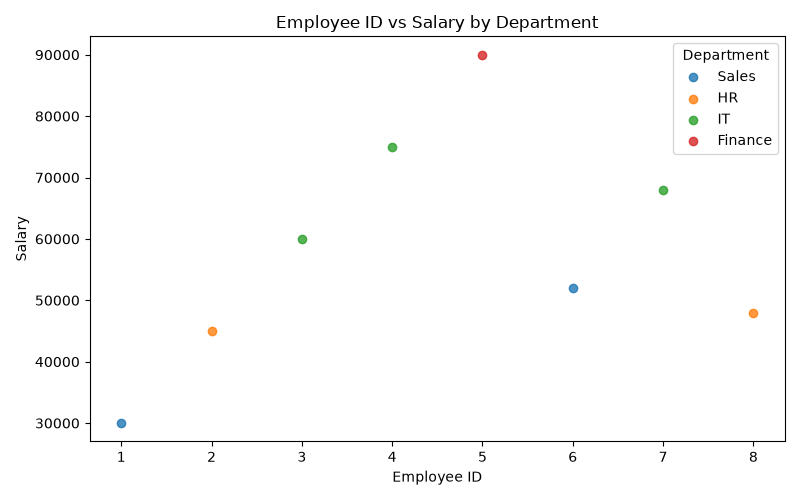 Employee ID vs Salary by Department
Department
Sales
HR
IT
Finance
Salary
90000
80000
70000
60000
50000
40000
30000
1 2 3 4 5 6 7 8
Employee ID